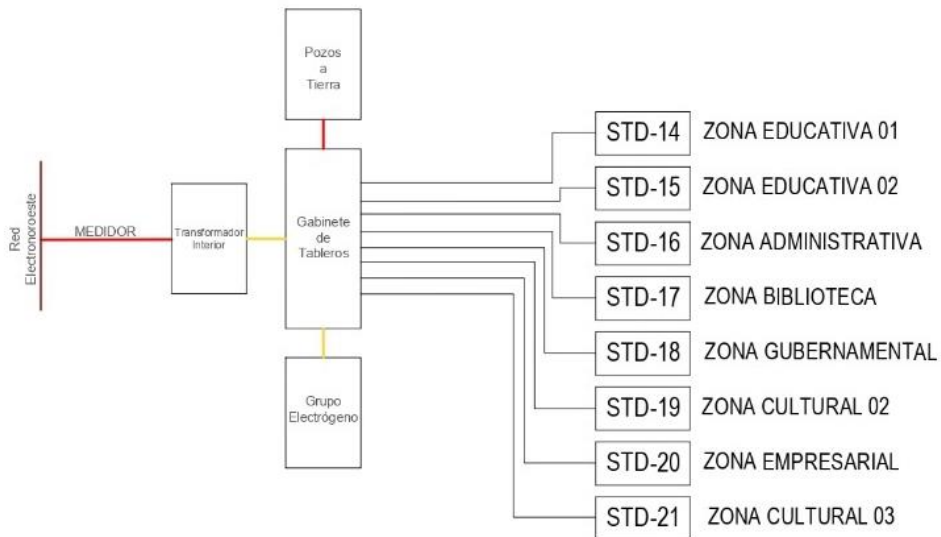 Pozos
a
Tierra
Red
Electronoroeste
MEDIDOR
Transformador
Interior
Gabinete
de
Tableros
Grupo
Electrógeno
STD-14 ZONA EDUCATIVA 01
STD-15 ZONA EDUCATIVA 02
STD-16 ZONA ADMINISTRATIVA
STD-17 ZONA BIBLIOTECA
STD-18 ZONA GUBERNAMENTAL
STD-19 ZONA CULTURAL 02
STD-20 ZONA EMPRESARIAL
STD-21 ZONA CULTURAL 03